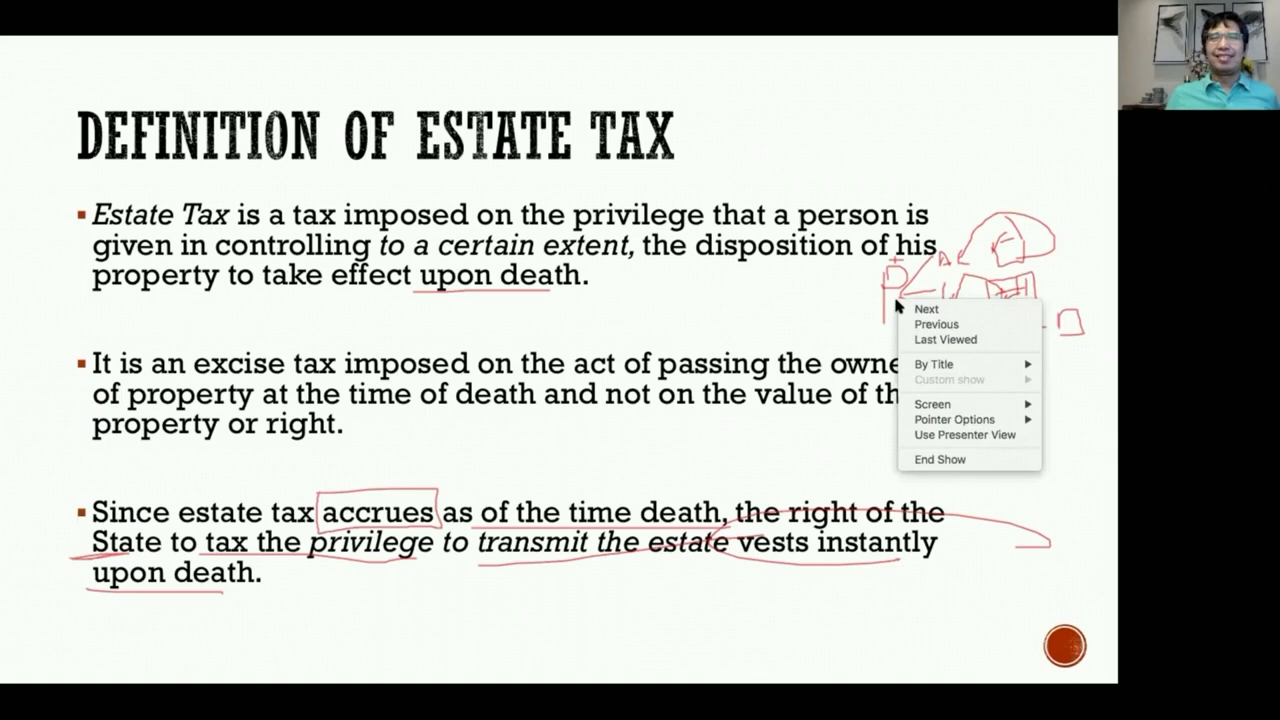 DEFINITION OF ESTATE TAX
▪ Estate Tax is a tax imposed on the privilege that a person is
given in controlling to a certain extent, the disposition of his
property to take effect upon death.
▪ It is an excise tax imposed on the act of passing the owne
of property at the time of death and not on the value of th
property or right.
▪ Since estate tax accrues as of the time death, the right of the
State to tax the privilege to transmit the estate vests instantly
upon death.
Next
Previous
Last Viewed
By Title
Custom show
Screen
Pointer Options
Use Presenter View
End Show